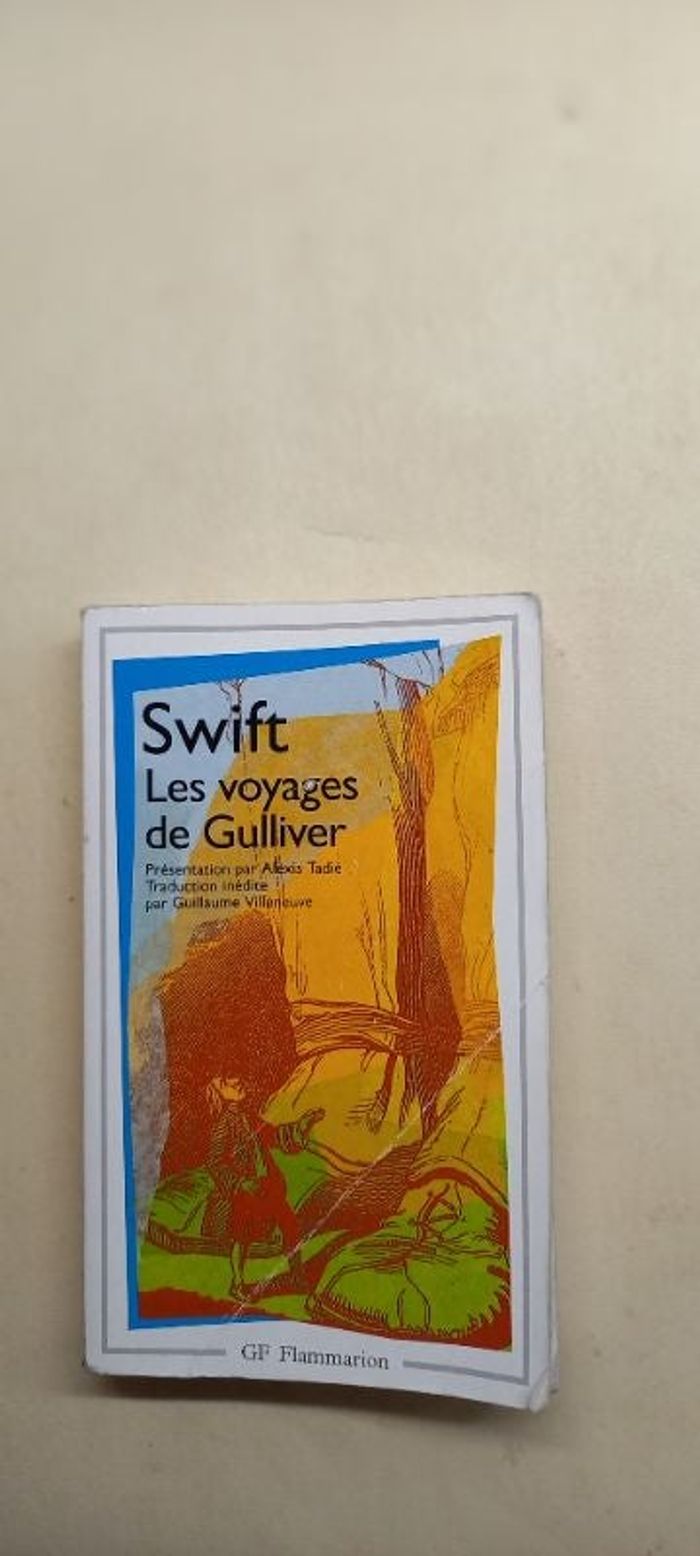 Swift
Les voyages
de Gulliver
Présentation par Alexis Tadié
Traduction inédite
par Guillaume Villeneuve
GF Flammarion